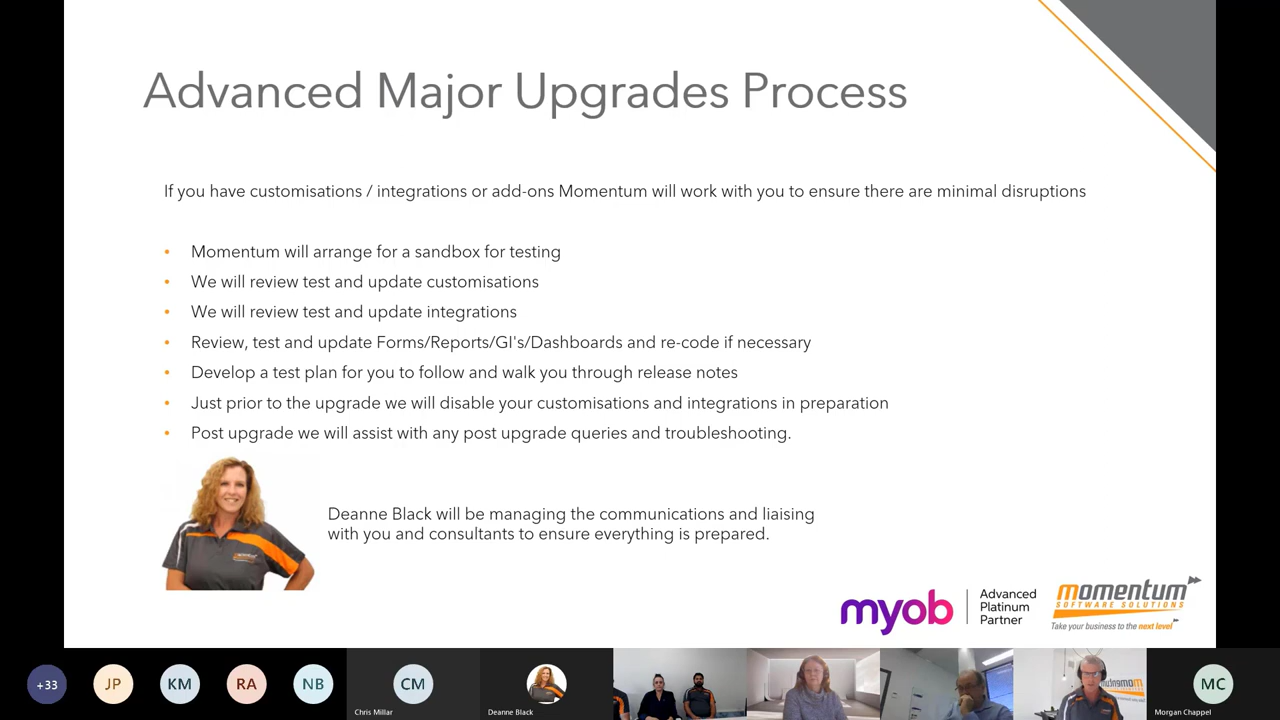 Advanced Major Upgrades Process
If you have customisations / integrations or add-ons Momentum will work with you to ensure there are minimal disruptions
• Momentum will arrange for a sandbox for testing
• We will review test and update customisations
• We will review test and update integrations
• Review, test and update Forms/Reports/GI's/Dashboards and re-code if necessary
• Develop a test plan for you to follow and walk you through release notes
• Just prior to the upgrade we will disable your customisations and integrations in preparation
• Post upgrade we will assist with any post upgrade queries and troubleshooting.
Deanne Black will be managing the communications and liaising
with you and consultants to ensure everything is prepared.
myob
Advanced
Platinum
Partner
momentum
SOFTWARE SOLUTIONS
Take your business to the next level
+33
JP
KM
RA
NB
CM
Chris Millar
Deanne Black
MC
Morgan Chappel